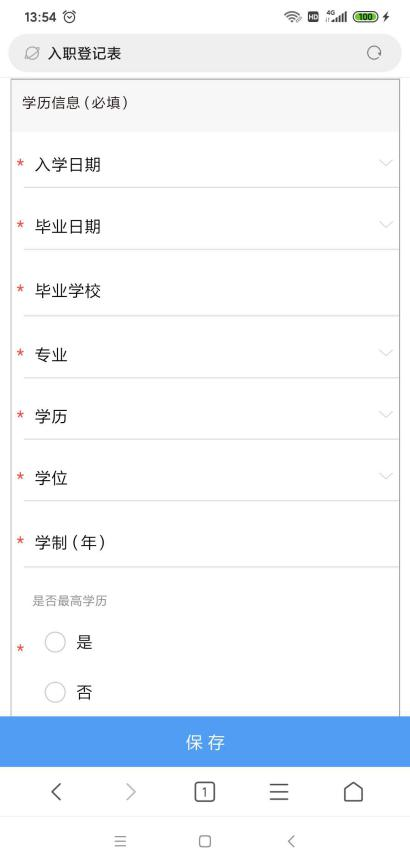 13:54
HD 4G 100
入职登记表
学历信息(必填)
* 入学日期
* 毕业日期
* 毕业学校
* 专业
* 学历
* 学位
* 学制(年)
是否最高学历
是
*
否
保存
1